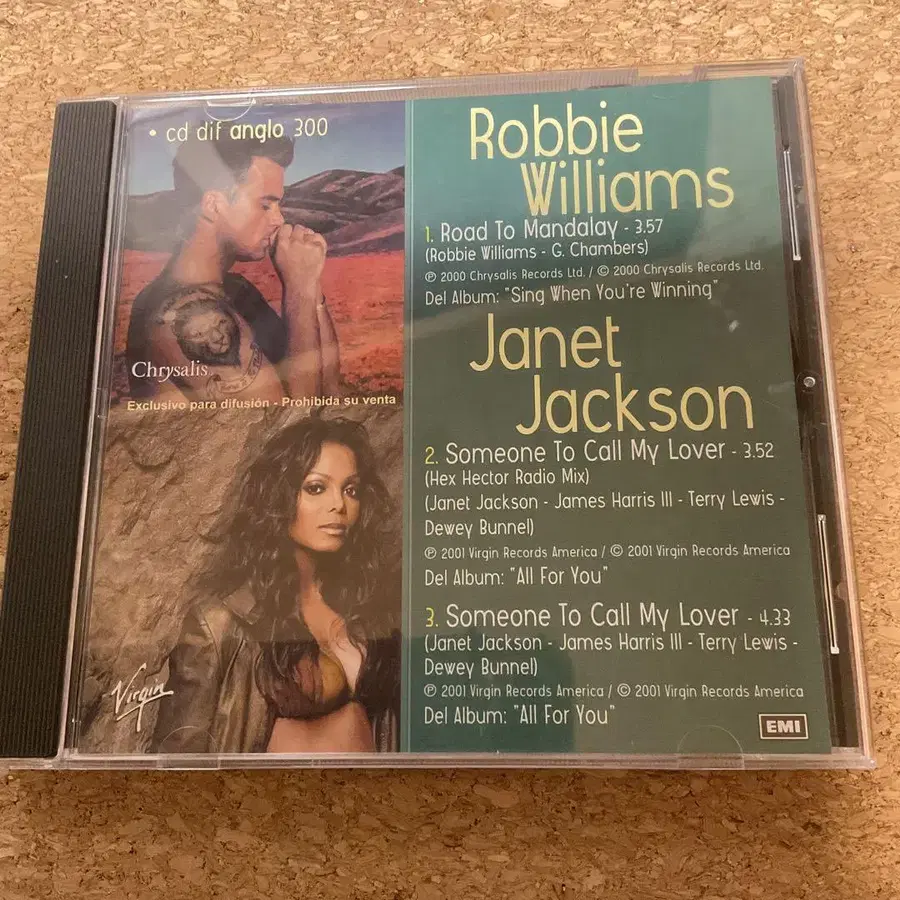 • cd dif anglo 300
Chrysalis
Exclusivo para difusión - Prohibida su venta
Virgin
Robbie
Williams
1. Road To Mandalay - 3.57
(Robbie Williams - G. Chambers)
℗ 2000 Chrysalis Records Ltd. / © 2000 Chrysalis Records Ltd.
Del Album: "Sing When You're Winning"
Janet
Jackson
2. Someone To Call My Lover - 3.52
(Hex Hector Radio Mix)
(Janet Jackson - James Harris III - Terry Lewis -
Dewey Bunnel)
℗ 2001 Virgin Records America / © 2001 Virgin Records America
Del Album: "All For You"
3. Someone To Call My Lover - 4.33
(Janet Jackson - James Harris III - Terry Lewis -
Dewey Bunnel)
℗ 2001 Virgin Records America / © 2001 Virgin Records America
Del Album: "All For You"
EMI